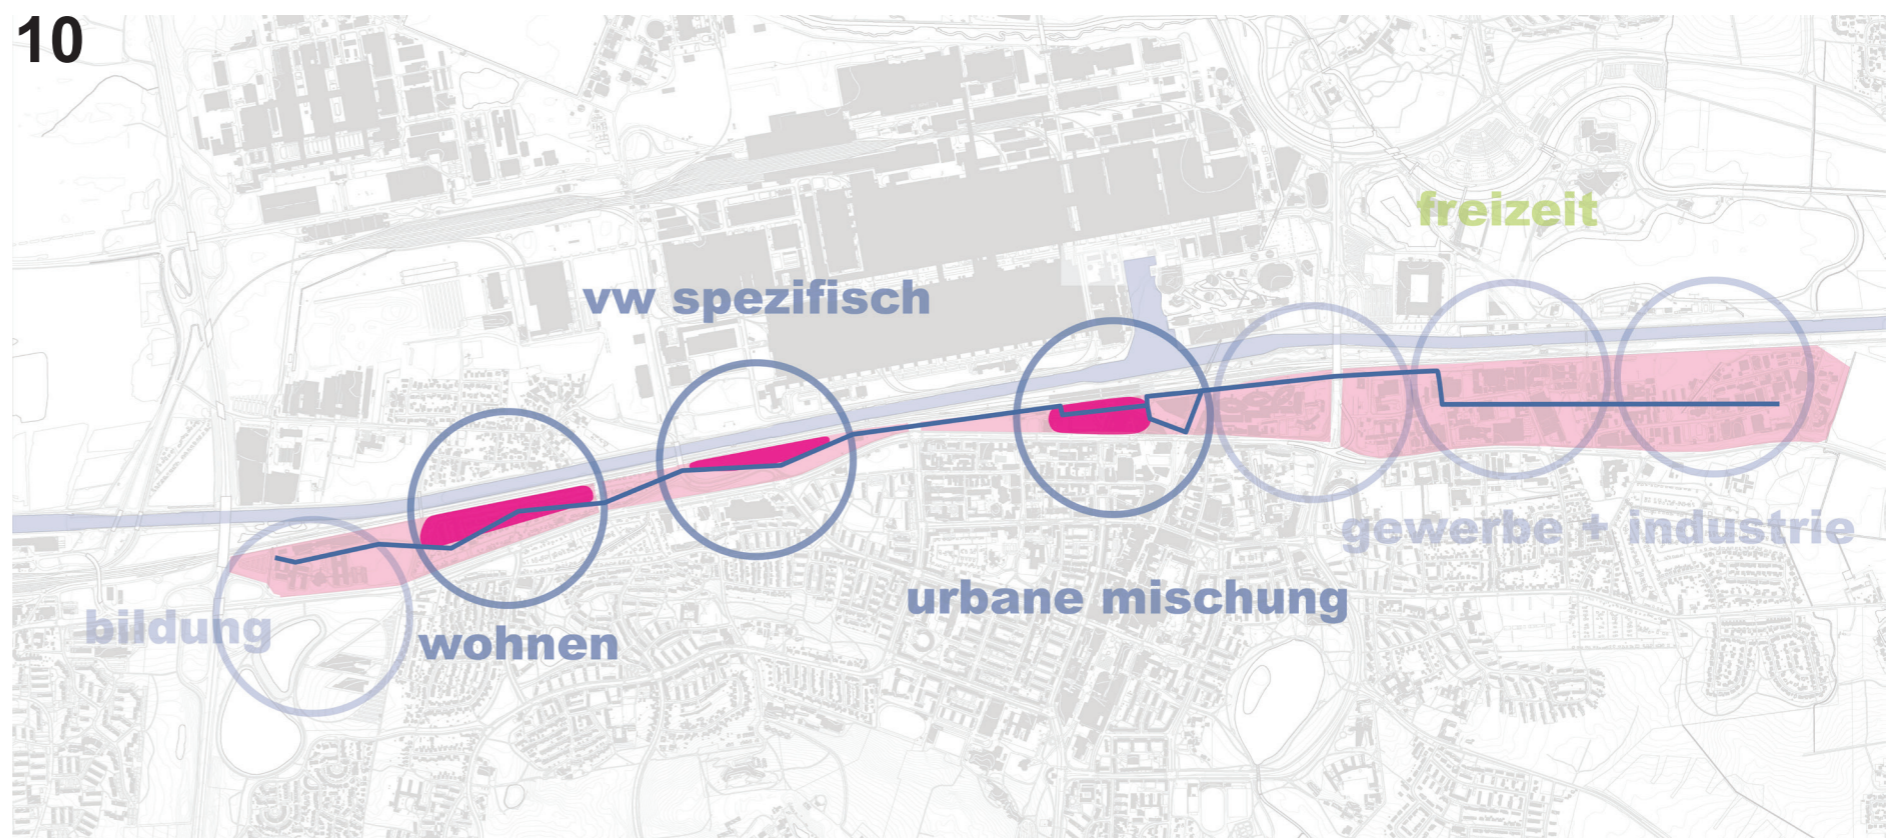 10
freizeit
vw spezifisch
gewerbe + industrie
urbane mischung
bildung
wohnen